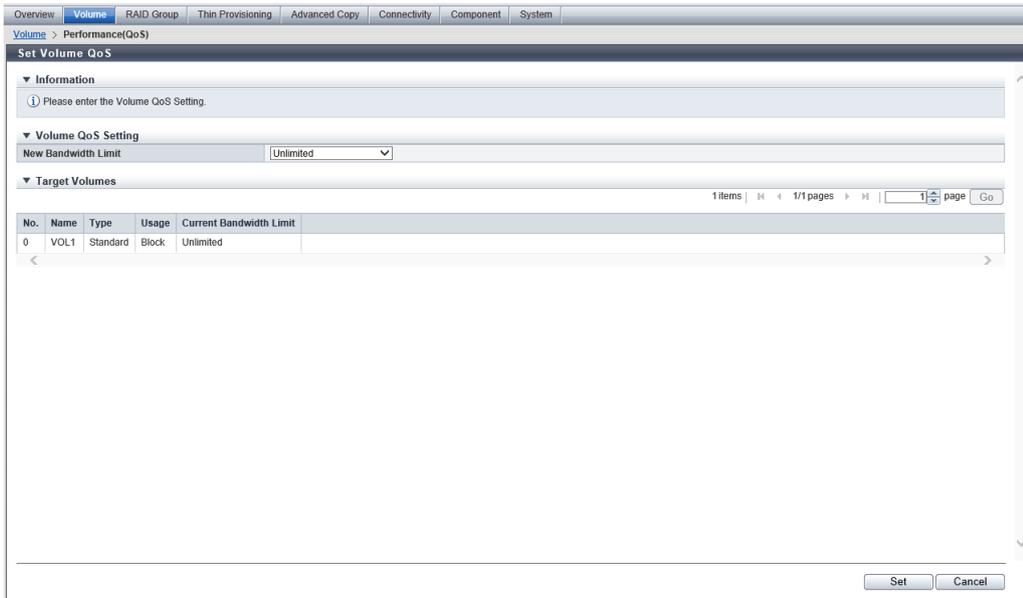 Overview Volume RAID Group Thin Provisioning Advanced Copy Connectivity Component System
Volume > Performance(QoS)
Set Volume QoS
Information
Please enter the Volume QoS Setting.
Volume QoS Setting
New Bandwidth Limit Unlimited
Target Volumes
1 items 1/1 pages 1 page Go
No. Name Type Usage Current Bandwidth Limit
0 VOL1 Standard Block Unlimited
Set Cancel